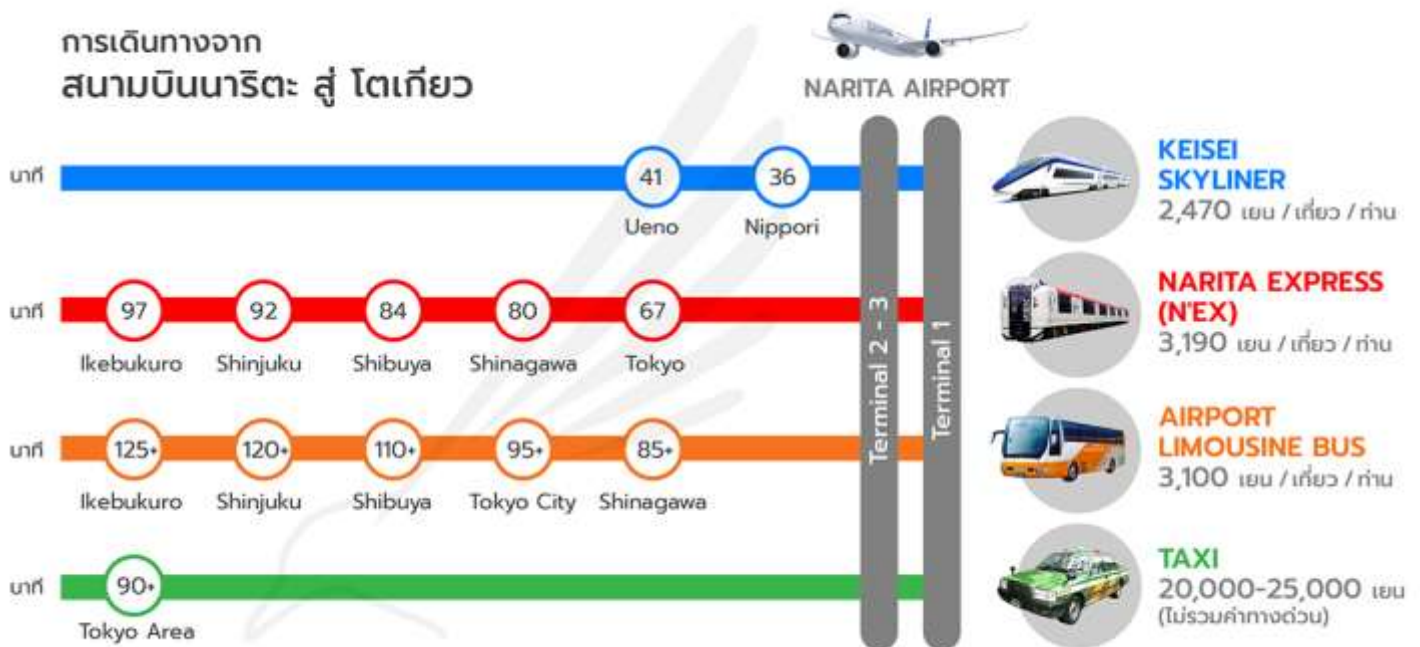 การเดินทางจาก
สนามบินนาริตะ สู่ โตเกียว
NARITA AIRPORT
นาที
41
36
Ueno
Nippori
KEISEI
SKYLINER
2,470 เยน / เที่ยว / ท่าน
นาที
97
92
84
80
67
Ikebukuro
Shinjuku
Shibuya
Shinagawa
Tokyo
NARITA EXPRESS
(N'EX)
3,190 เยน / เที่ยว / ท่าน
Terminal 2 - 3
Terminal 1
นาที
125+
120+
110+
95+
85+
Ikebukuro
Shinjuku
Shibuya
Tokyo City
Shinagawa
AIRPORT
LIMOUSINE BUS
3,100 เยน / เที่ยว / ท่าน
นาที
90+
Tokyo Area
TAXI
20,000-25,000 เยน
(ไม่รวมค่าทางด่วน)